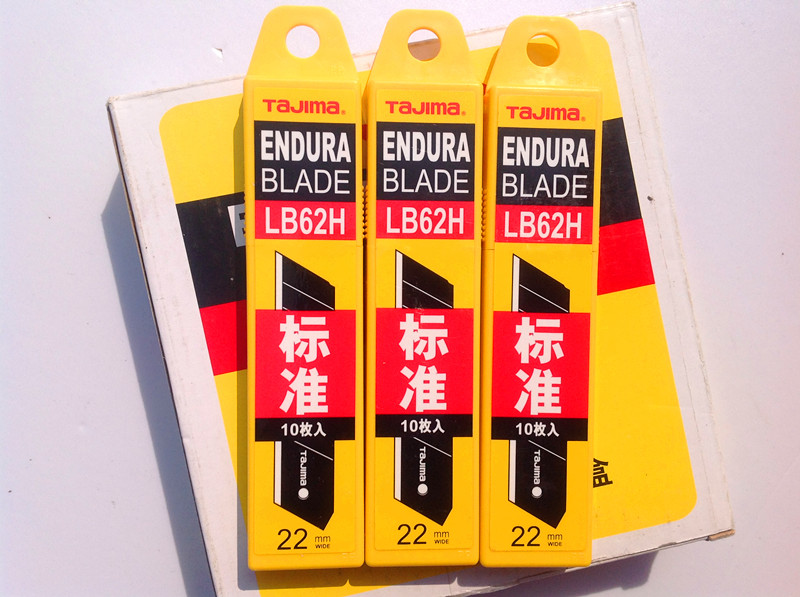 TAJIMA®
ENDURA
BLADE
LB62H
标
准
10枚入
TAJIMA
22 mm
WIDE
TAJIMA®
ENDURA
BLADE
LB62H
标
准
10枚入
TAJIMA
22 mm
WIDE
TAJIMA®
ENDURA
BLADE
LB62H
标
准
10枚入
TAJIMA
22 mm
WIDE